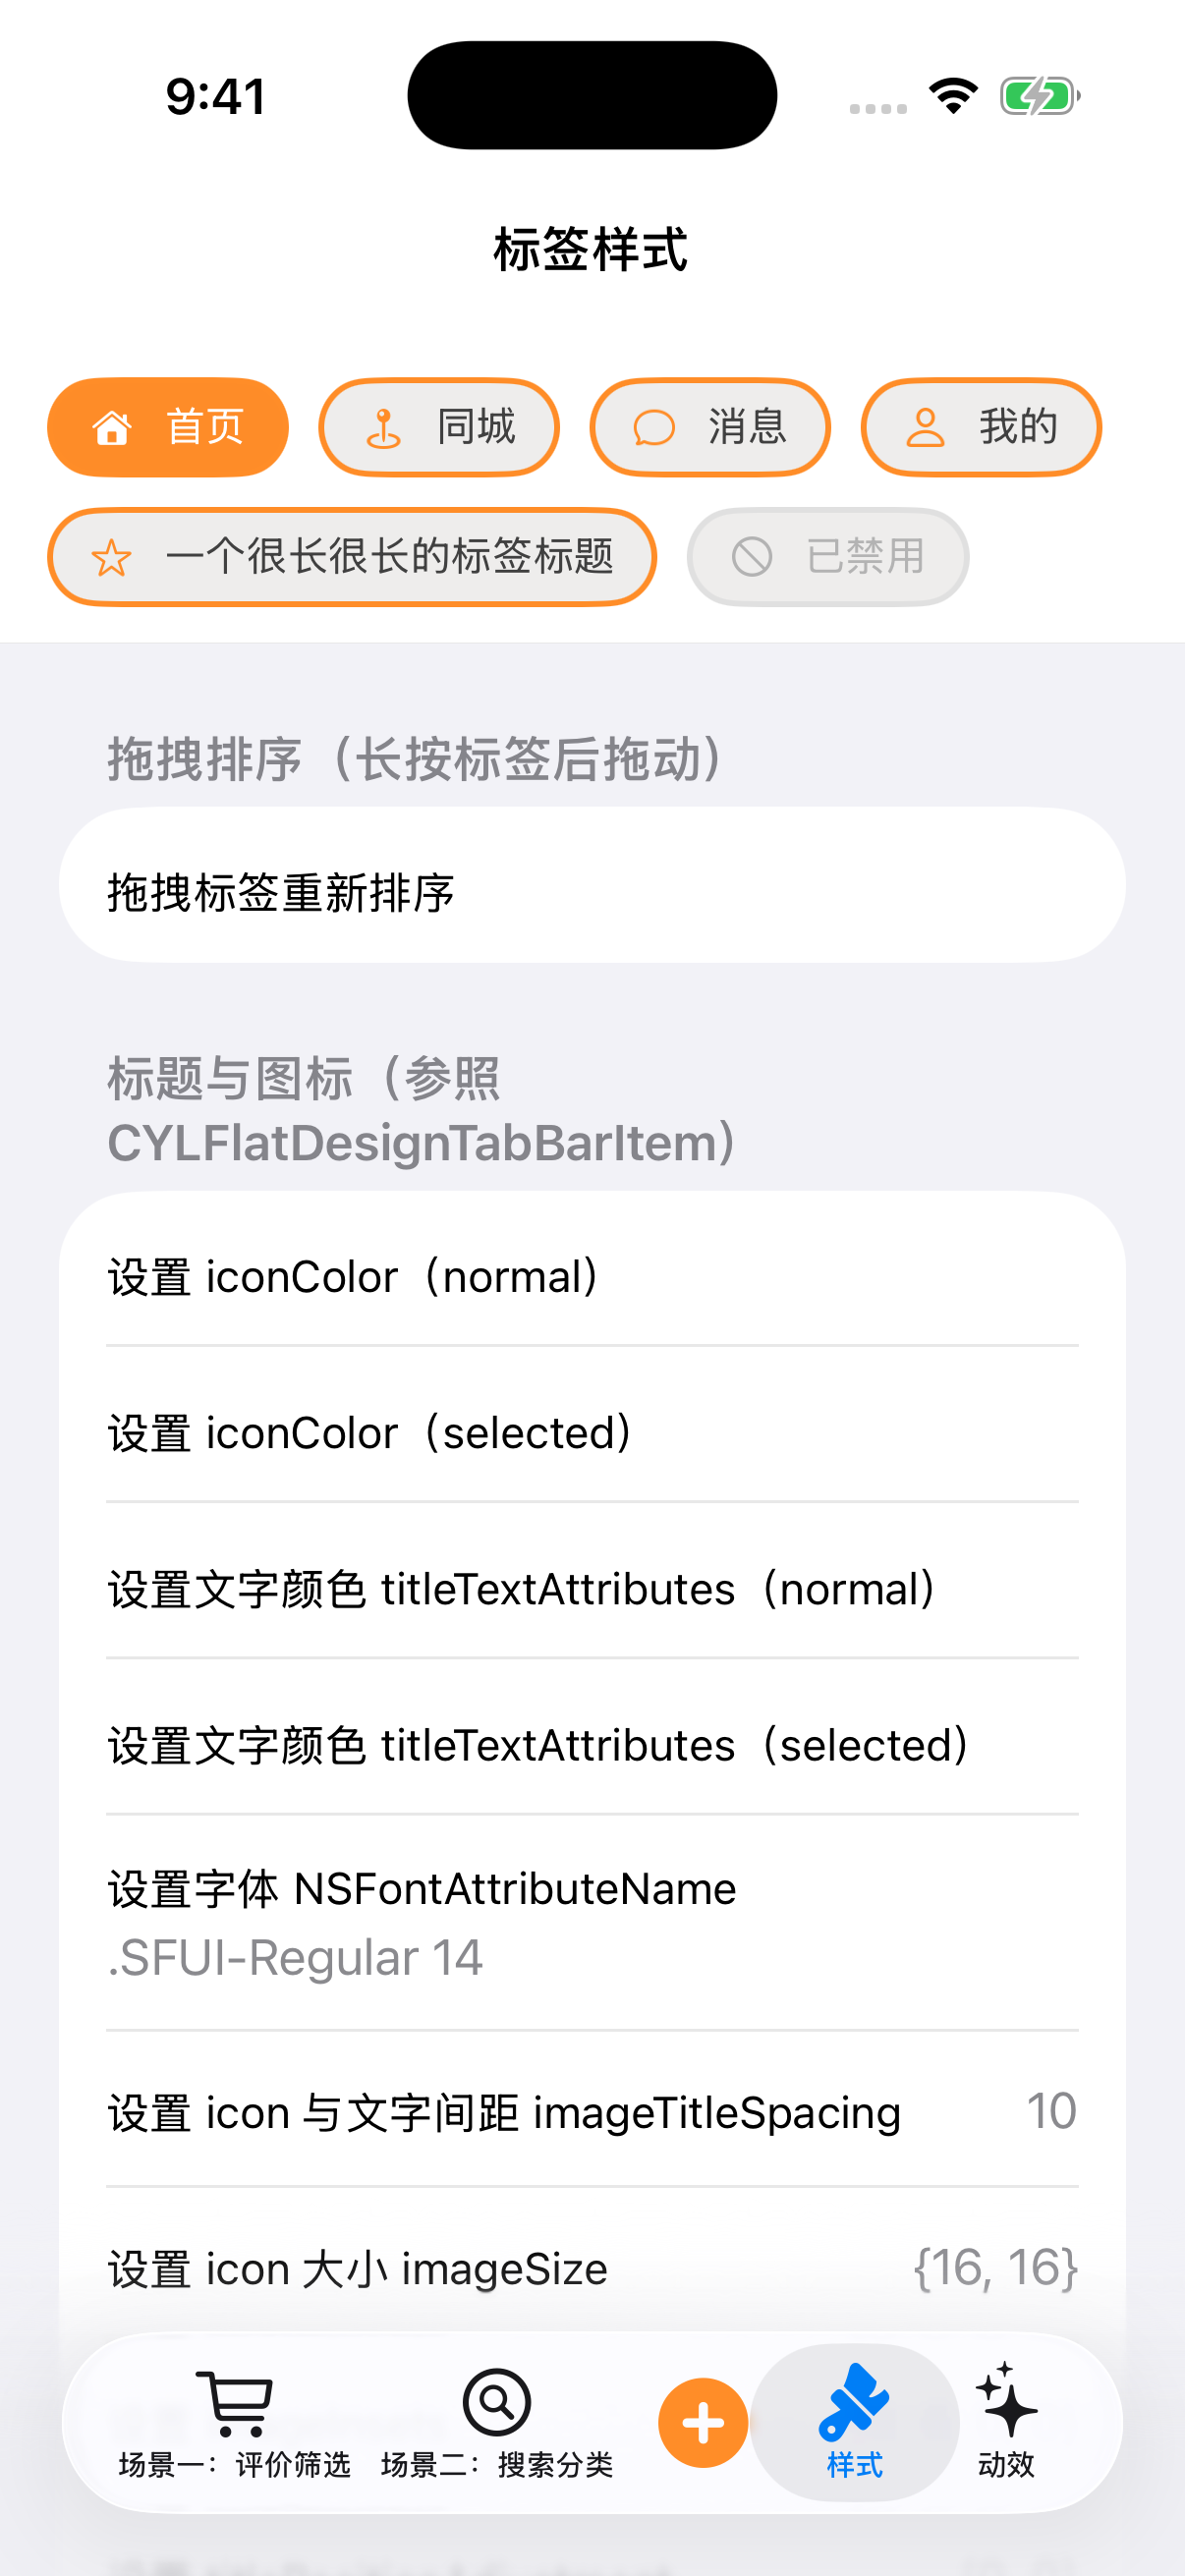 9:41
标签样式
首页
同城
消息
我的
一个很长很长的标签标题
已禁用
拖拽排序（长按标签后拖动）
拖拽标签重新排序
标题与图标（参照
CYLFlatDesignTabBarItem）
设置 iconColor（normal）
设置 iconColor（selected）
设置文字颜色 titleTextAttributes（normal）
设置文字颜色 titleTextAttributes（selected）
设置字体 NSFontAttributeName
.SFUI-Regular 14
设置 icon 与文字间距 imageTitleSpacing
10
设置 icon 大小 imageSize
{16, 16}
场景一：评价筛选
场景二：搜索分类
样式
动效